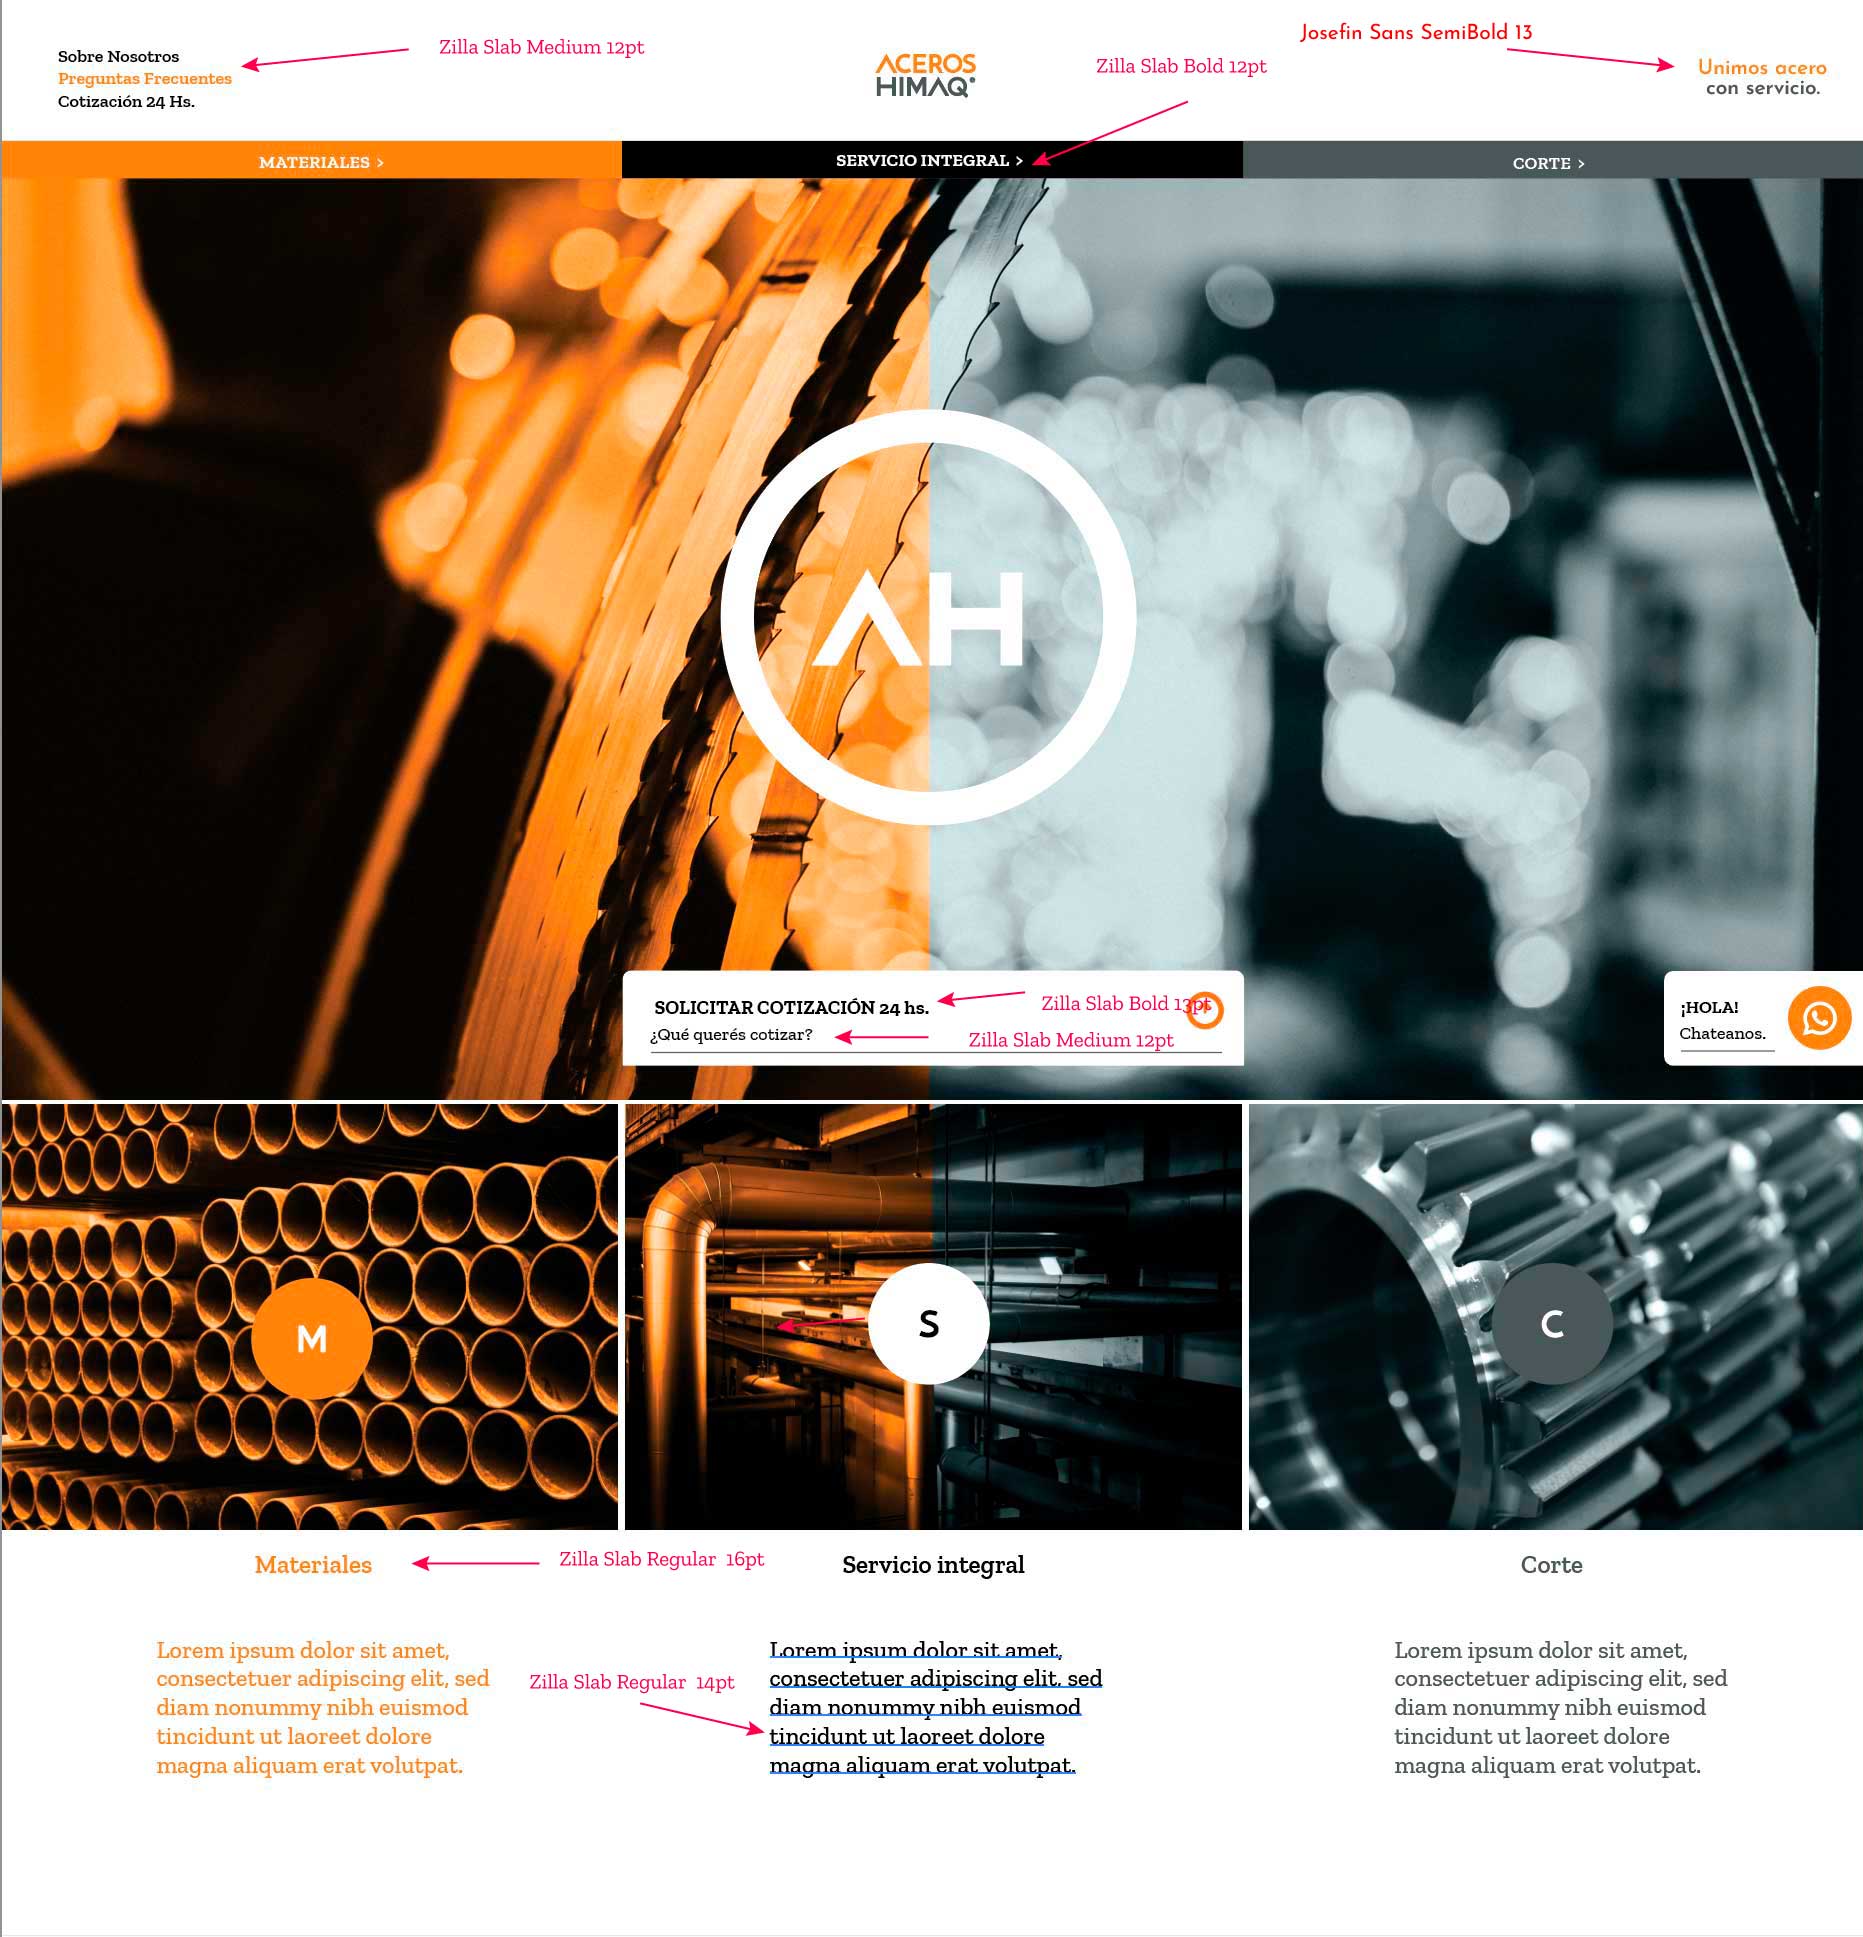 Sobre Nosotros
Preguntas Frecuentes
Cotización 24 Hs.
Zilla Slab Medium 12pt
ACEROS
HIMAQ
Zilla Slab Bold 12pt
Josefin Sans SemiBold 13
Unimos acero
con servicio.
MATERIALES >
SERVICIO INTEGRAL >
CORTE >
AH
SOLICITAR COTIZACIÓN 24 hs.
Zilla Slab Bold 13pt
¿Qué querés cotizar?
Zilla Slab Medium 12pt
¡HOLA!
Chateanos.
M
S
C
Materiales
Zilla Slab Regular 16pt
Servicio integral
Corte
Lorem ipsum dolor sit amet,
consectetuer adipiscing elit, sed
diam nonummy nibh euismod
tincidunt ut laoreet dolore
magna aliquam erat volutpat.
Zilla Slab Regular 14pt
Lorem ipsum dolor sit amet,
consectetuer adipiscing elit, sed
diam nonummy nibh euismod
tincidunt ut laoreet dolore
magna aliquam erat volutpat.
Lorem ipsum dolor sit amet,
consectetuer adipiscing elit, sed
diam nonummy nibh euismod
tincidunt ut laoreet dolore
magna aliquam erat volutpat.